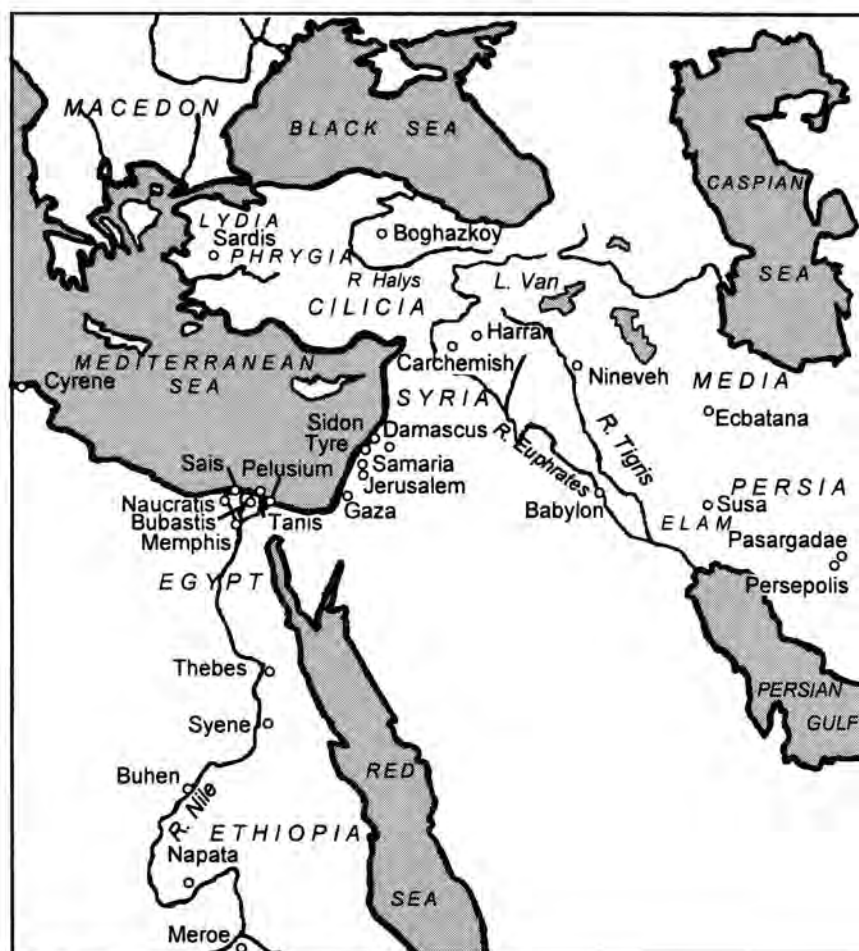 MACEDON
BLACK SEA
CASPIAN
SEA
LYDIA
Sardis
PHRYGIA
Boghazkoy
R Halys
L. Van
CILICIA
Harran
Carchemish
Nineveh
MEDITERRANEAN
SEA
MEDIA
Cyrene
SYRIA
Ecbatana
Sidon
Tyre
Damascus
R. Euphrates
R. Tigris
Samaria
Jerusalem
Sais
Pelusium
Naucratis
Bubastis
Memphis
Tanis
Gaza
Babylon
PERSIA
Susa
ELAM
Pasargadae
Persepolis
EGYPT
Thebes
PERSIAN
GULF
Syene
RED
Buhen
R. Nile
ETHIOPIA
Napata
SEA
Meroe